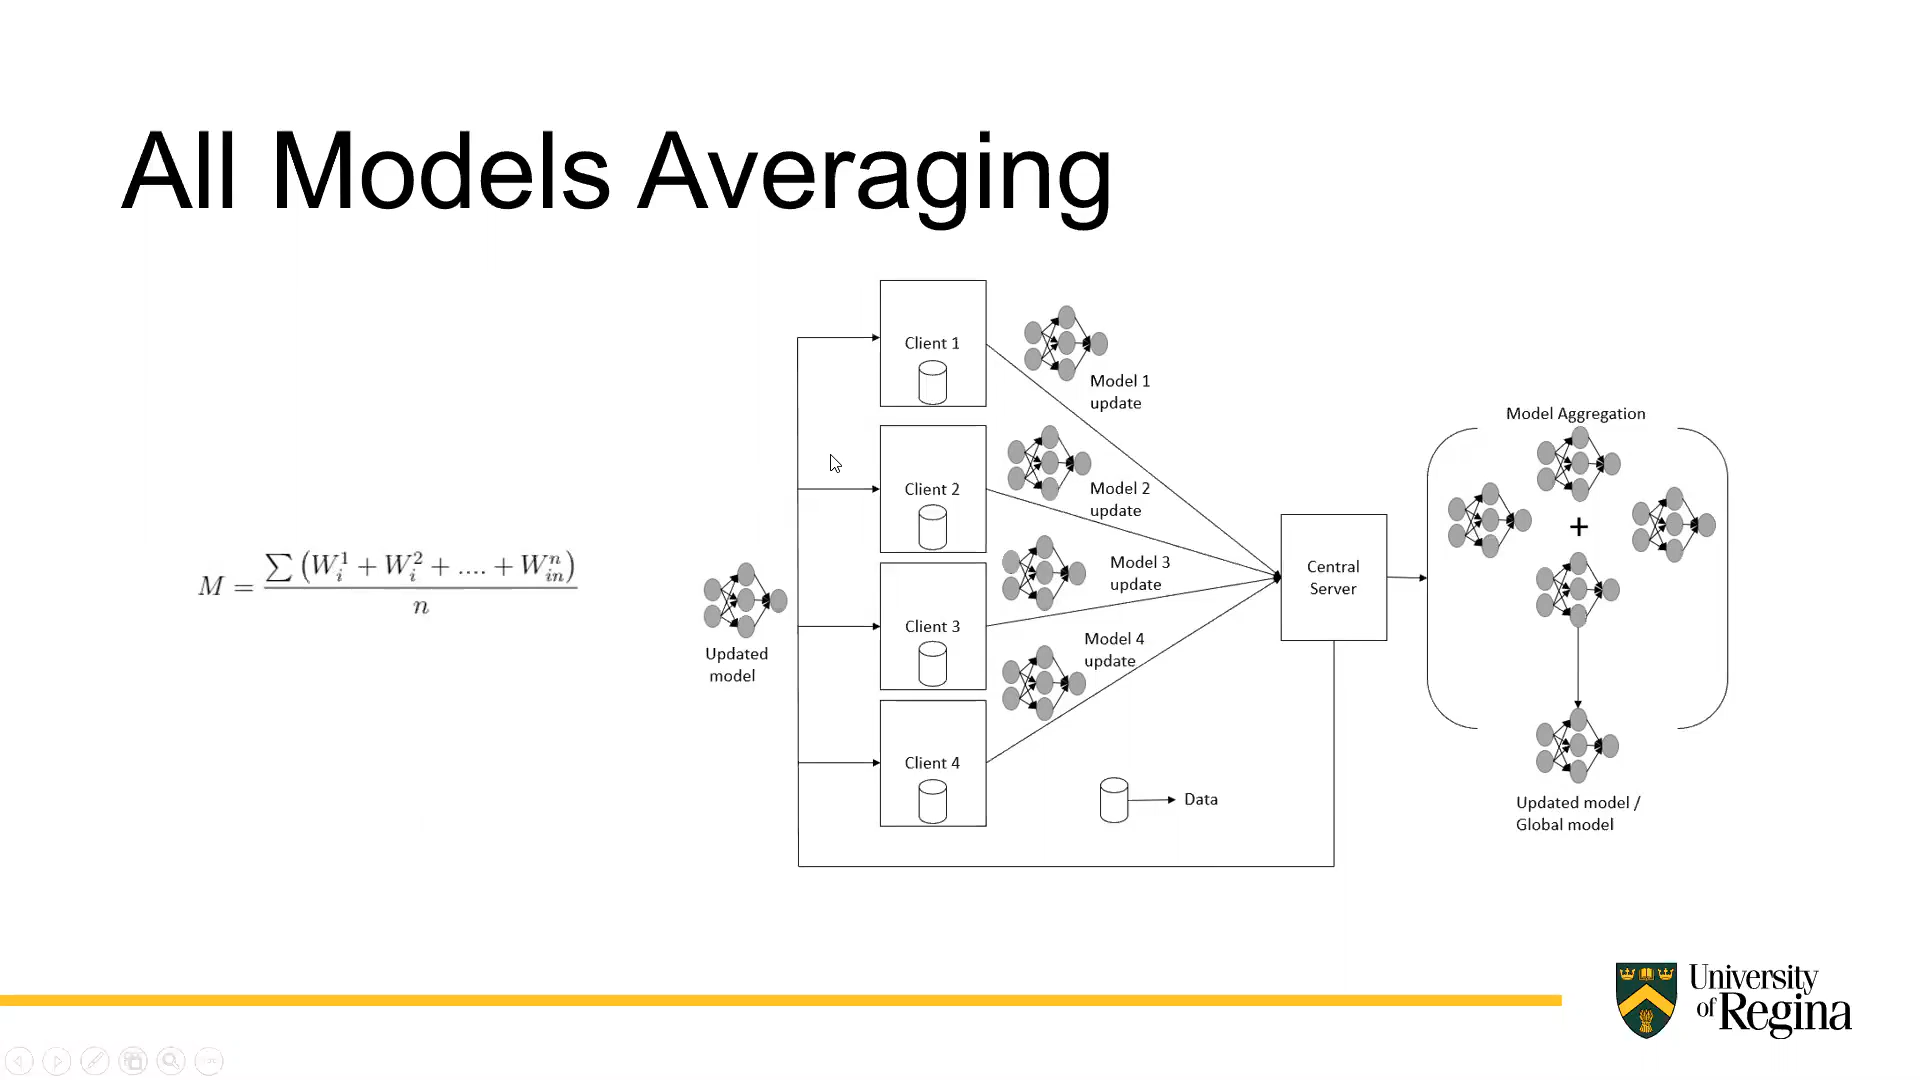 All Models Averaging
M = ∑ (W_i^1 + W_i^2 + .... + W_{in}^n) / n
Updated
model
Client 1
Client 2
Client 3
Client 4
Model 1
update
Model 2
update
Model 3
update
Model 4
update
Data
Central
Server
Model Aggregation
+
Updated model /
Global model
University
of Regina